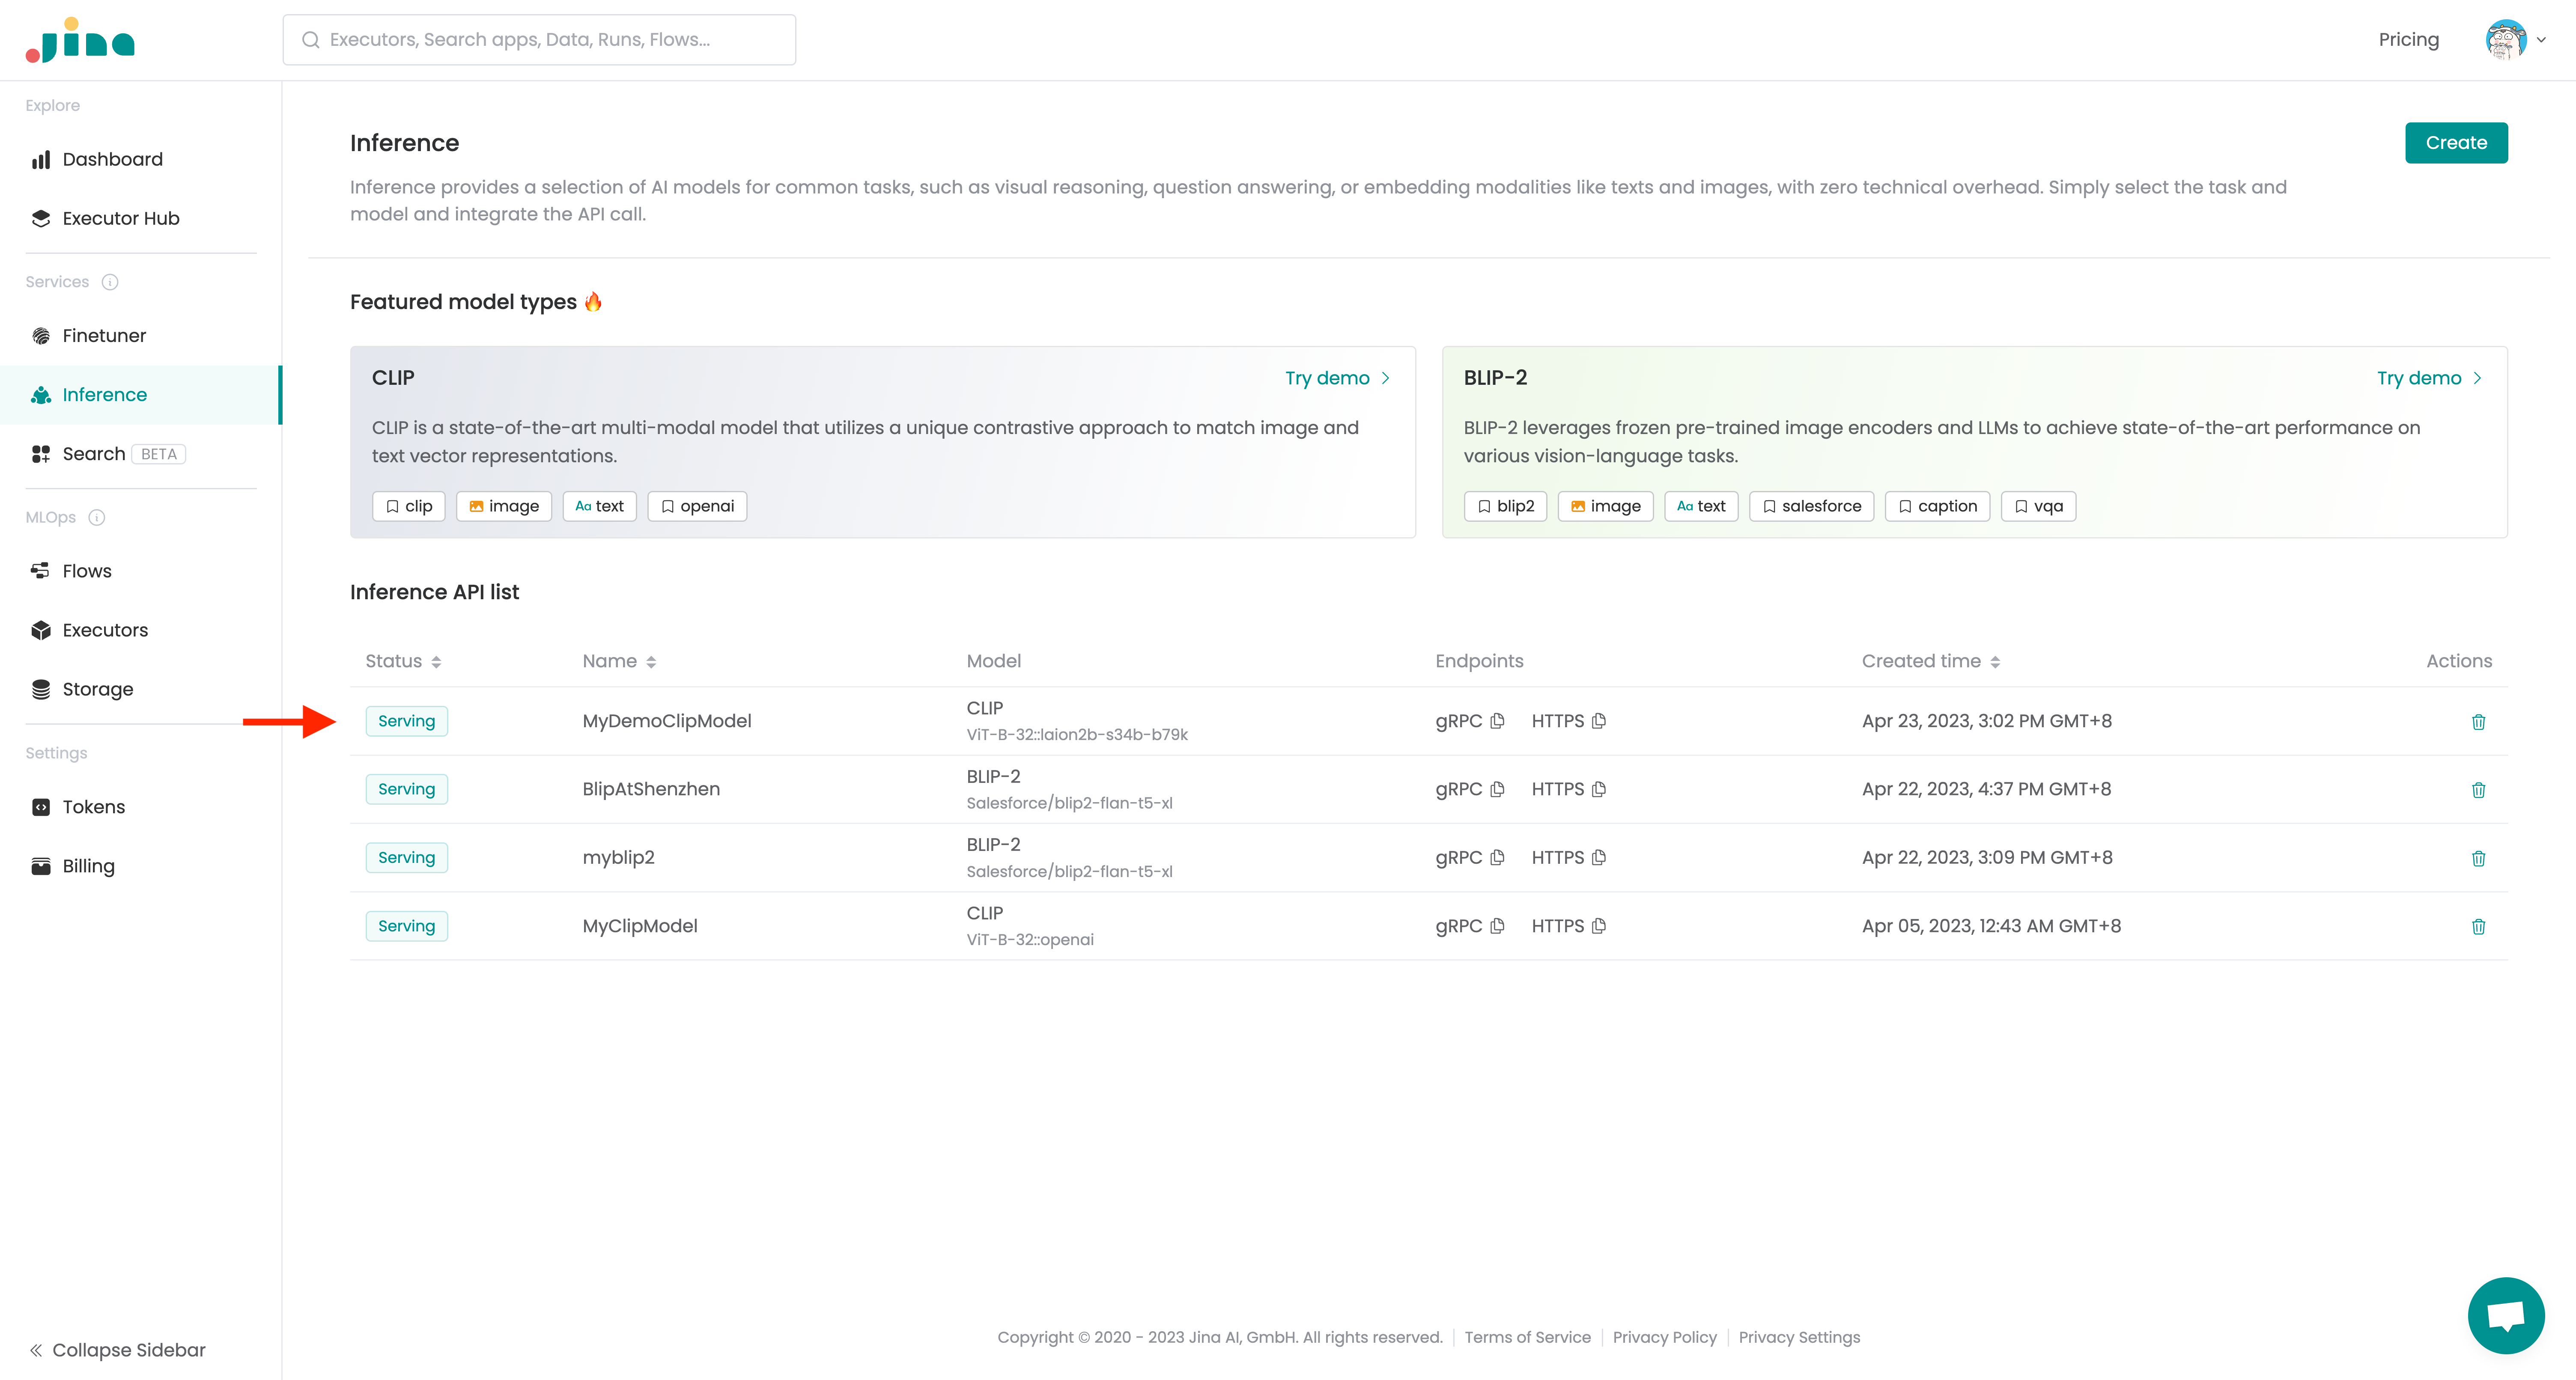 Jina
Executors, Search apps, Data, Runs, Flows...
Pricing
Explore
Dashboard
Executor Hub
Services
Finetuner
Inference
Search BETA
MLOps
Flows
Executors
Storage
Settings
Tokens
Billing
Collapse Sidebar
Inference
Create
Inference provides a selection of AI models for common tasks, such as visual reasoning, question answering, or embedding modalities like texts and images, with zero technical overhead. Simply select the task and
model and integrate the API call.
Featured model types 🔥
CLIP Try demo
CLIP is a state-of-the-art multi-modal model that utilizes a unique contrastive approach to match image and
text vector representations.
clip image Aa text openai
BLIP-2 Try demo
BLIP-2 leverages frozen pre-trained image encoders and LLMs to achieve state-of-the-art performance on
various vision-language tasks.
blip2 image Aa text salesforce caption vqa
Inference API list
Status Name Model Endpoints Created time Actions
Serving MyDemoClipModel CLIP gRPC HTTPS Apr 23, 2023, 3:02 PM GMT+8
ViT-B-32::laion2b-s34b-b79k
Serving BlipAtShenzhen BLIP-2 gRPC HTTPS Apr 22, 2023, 4:37 PM GMT+8
Salesforce/blip2-flan-t5-xl
Serving myblip2 BLIP-2 gRPC HTTPS Apr 22, 2023, 3:09 PM GMT+8
Salesforce/blip2-flan-t5-xl
Serving MyClipModel CLIP gRPC HTTPS Apr 05, 2023, 12:43 AM GMT+8
ViT-B-32::openai
Copyright © 2020 - 2023 Jina AI, GmbH. All rights reserved. Terms of Service Privacy Policy Privacy Settings